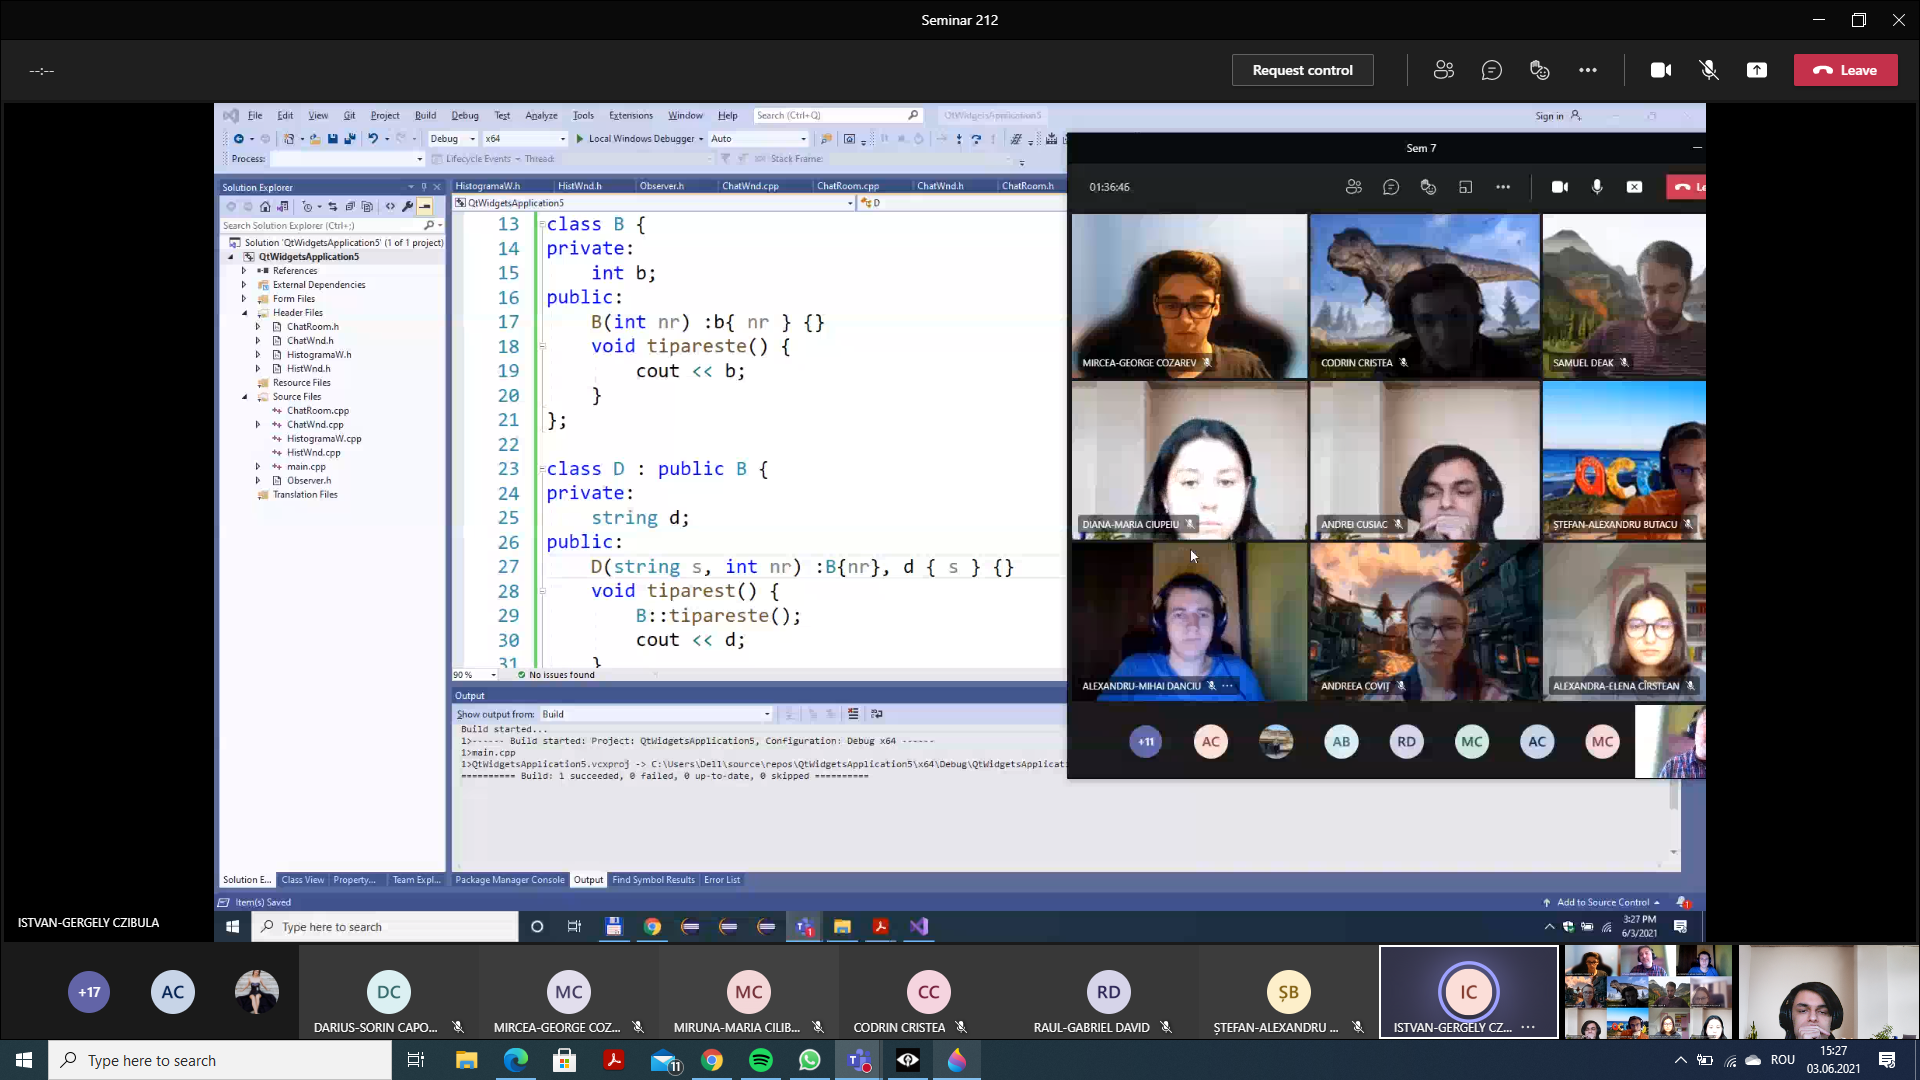 Seminar 212
--:--
Request control
Leave
File Edit View Git Project Build Debug Test Analyze Tools Extensions Window Help Search (Ctrl+Q) QtWidgetsApplication5 Sign in
Debug x64 Local Windows Debugger Auto
Process: Lifecycle Events Thread: Stack Frame:
Solution Explorer
Search Solution Explorer (Ctrl+;)
Solution 'QtWidgetsApplication5' (1 of 1 project)
QtWidgetsApplication5
References
External Dependencies
Form Files
Header Files
ChatRoom.h
ChatWnd.h
HistogramaW.h
HistWnd.h
Resource Files
Source Files
ChatRoom.cpp
ChatWnd.cpp
HistogramaW.cpp
HistWnd.cpp
main.cpp
Observer.h
Translation Files
HistogramaW.h HistWnd.h Observer.h ChatWnd.cpp ChatRoom.cpp ChatWnd.h ChatRoom.h
QtWidgetsApplication5 D
13 class B {
14 private:
15 int b;
16 public:
17 B(int nr) :b{ nr } {}
18 void tipareste() {
19 cout << b;
20 }
21 };
22
23 class D : public B {
24 private:
25 string d;
26 public:
27 D(string s, int nr) :B{nr}, d { s } {}
28 void tiparest() {
29 B::tipareste();
30 cout << d;
31 }
90 % No issues found
Output
Show output from: Build
Build started...
1>------ Build started: Project: QtWidgetsApplication5, Configuration: Debug x64 ------
1>main.cpp
1>QtWidgetsApplication5.vcxproj -> C:\Users\Dell\source\repos\QtWidgetsApplication5\x64\Debug\QtWidgetsApplicati
========== Build: 1 succeeded, 0 failed, 0 up-to-date, 0 skipped ==========
Solution E... Class View Property... Team Expl...
Package Manager Console Output Find Symbol Results Error List
Item(s) Saved
Add to Source Control
1
Sem 7
01:36:46
Le
MIRCEA-GEORGE COZAREV
CODRIN CRISTEA
SAMUEL DEAK
DIANA-MARIA CIUPEIU
ANDREI CUSIAC
ȘTEFAN-ALEXANDRU BUTACU
ALEXANDRU-MIHAI DANCIU ...
ANDREEA COVIȚ
ALEXANDRA-ELENA CÎRSTEAN
+11 AC AB RD MC AC MC
Type here to search
3:27 PM
6/3/2021
ISTVAN-GERGELY CZIBULA
+17
AC
DC
DARIUS-SORIN CAPO...
MC
MIRCEA-GEORGE COZ...
MC
MIRUNA-MARIA CILIB...
CC
CODRIN CRISTEA
RD
RAUL-GABRIEL DAVID
ȘB
ȘTEFAN-ALEXANDRU ...
IC
ISTVAN-GERGELY CZ... ...
Type here to search
11
ROU
15:27
03.06.2021